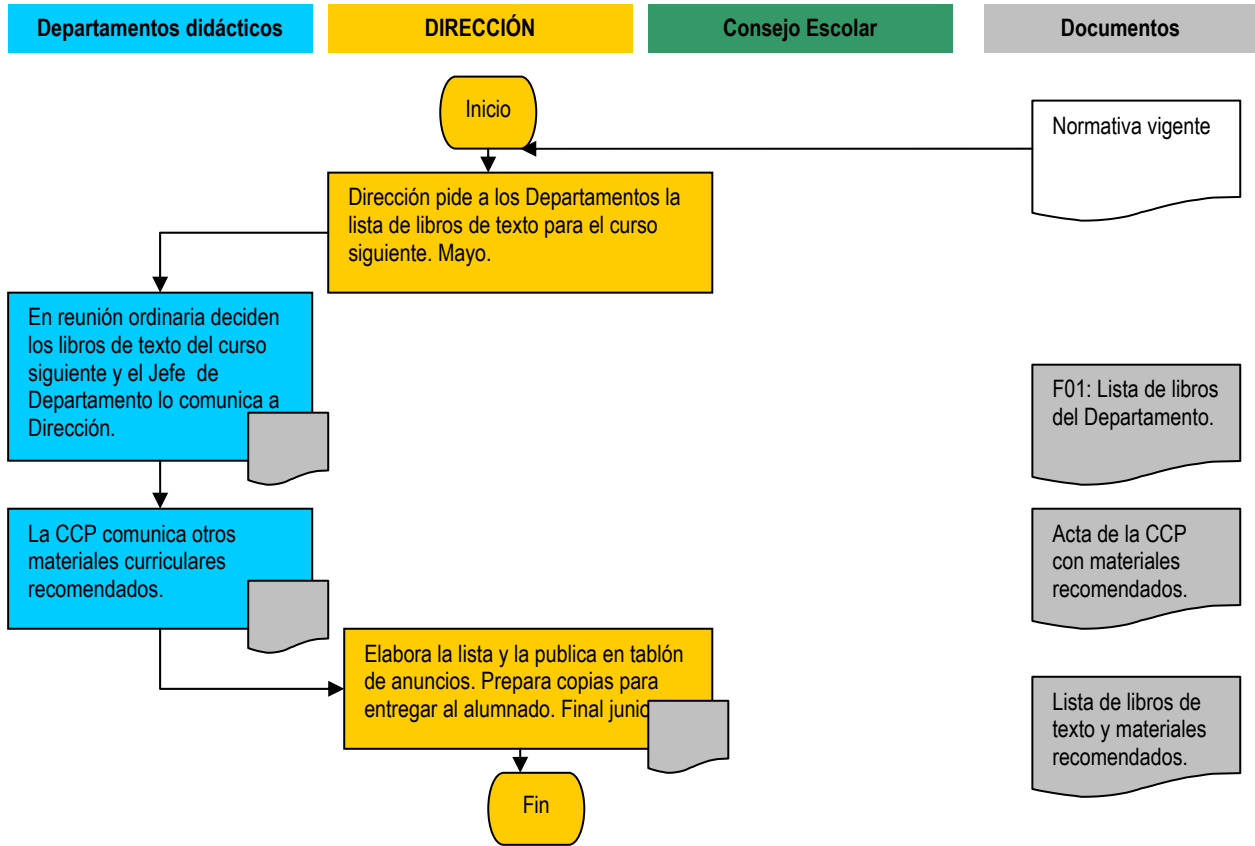 Departamentos didácticos
DIRECCIÓN
Consejo Escolar
Documentos
Inicio
Normativa vigente
Dirección pide a los Departamentos la
lista de libros de texto para el curso
siguiente. Mayo.
En reunión ordinaria deciden
los libros de texto del curso
siguiente y el Jefe de
Departamento lo comunica a
Dirección.
F01: Lista de libros
del Departamento.
La CCP comunica otros
materiales curriculares
recomendados.
Acta de la CCP
con materiales
recomendados.
Elabora la lista y la publica en tablón
de anuncios. Prepara copias para
entregar al alumnado. Final junio
Lista de libros de
texto y materiales
recomendados.
Fin